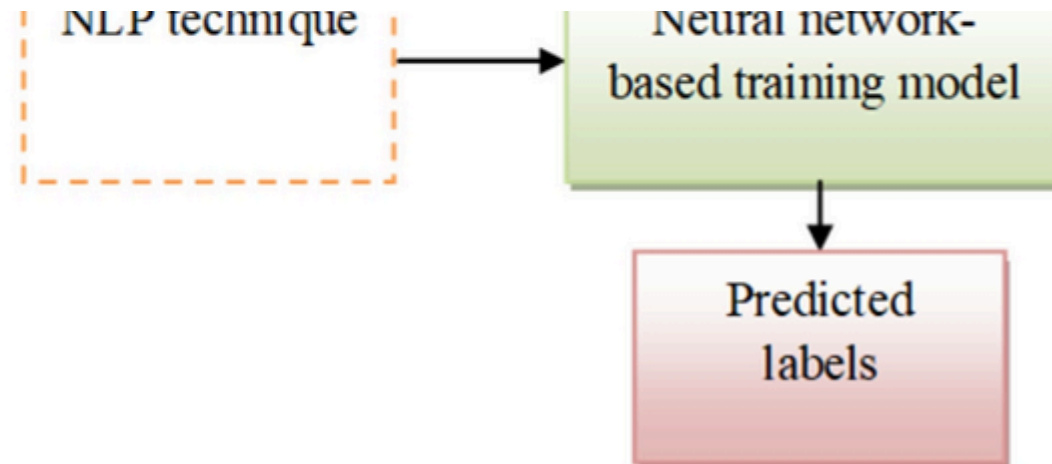 NLP technique
Neural network-
based training model
Predicted
labels